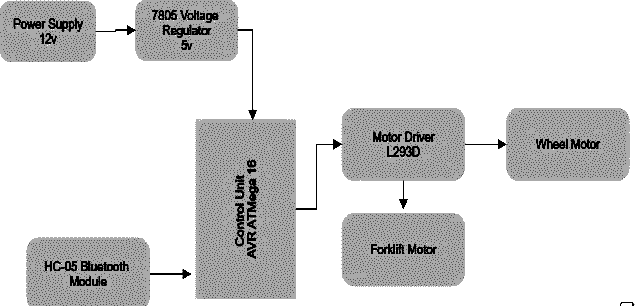 Power Supply
12v
7805 Voltage
Regulator
5v
Control Unit
AVR ATMega 16
Motor Driver
L293D
Wheel Motor
Forklift Motor
HC-05 Bluetooth
Module